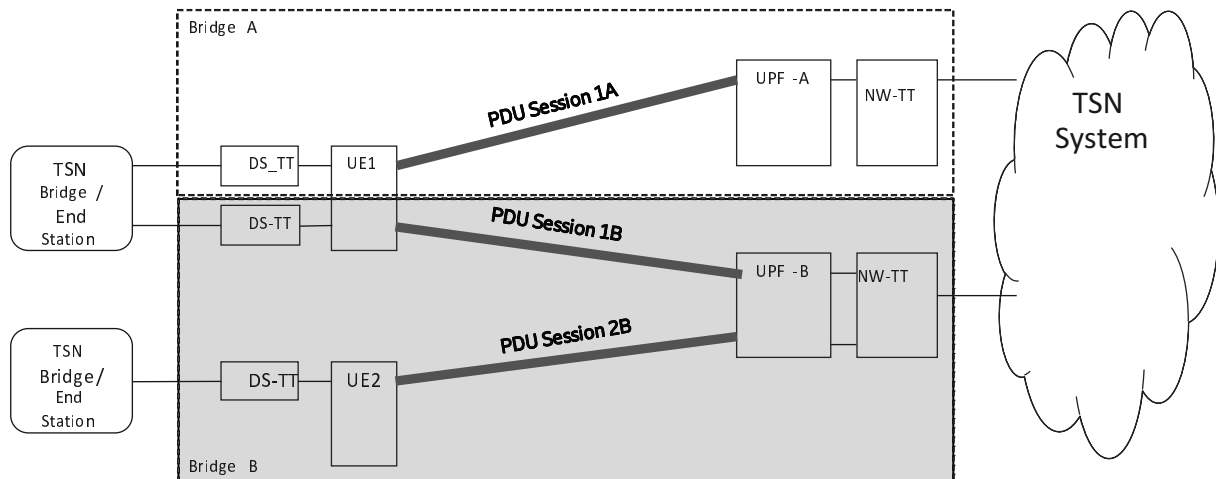 Bridge A
PDU Session 1A
UPF -A
NW-TT
TSN
System
TSN
Bridge /
End
Station
DS_TT
UE1
DS-TT
PDU Session 1B
UPF -B
NW-TT
PDU Session 2B
TSN
Bridge/
End
Station
DS-TT
UE2
Bridge B